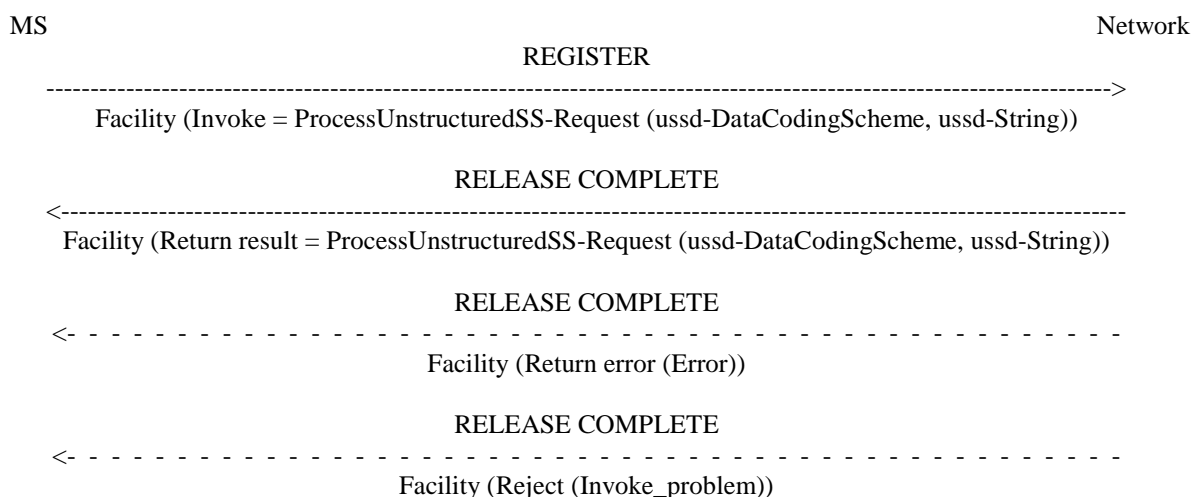 MS Network
REGISTER
------------------------------------------------------------------------------------------------------------------------>
Facility (Invoke = ProcessUnstructuredSS-Request (ussd-DataCodingScheme, ussd-String))
RELEASE COMPLETE
<------------------------------------------------------------------------------------------------------------------------
Facility (Return result = ProcessUnstructuredSS-Request (ussd-DataCodingScheme, ussd-String))
RELEASE COMPLETE
<- - - - - - - - - - - - - - - - - - - - - - - - - - - - - - - - - - - - - - - - - - - - - - - - - - - - - - - - -
Facility (Return error (Error))
RELEASE COMPLETE
<- - - - - - - - - - - - - - - - - - - - - - - - - - - - - - - - - - - - - - - - - - - - - - - - - - - - - - - - -
Facility (Reject (Invoke_problem))